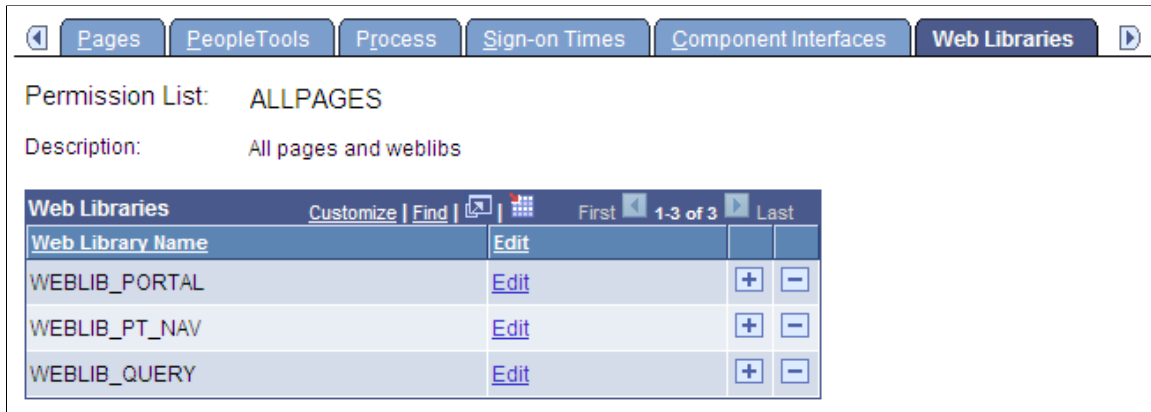 Pages PeopleTools Process Sign-on Times Component Interfaces Web Libraries
Permission List: ALLPAGES
Description: All pages and weblibs
Web Libraries Customize | Find | | First 1-3 of 3 Last
Web Library Name Edit
WEBLIB_PORTAL Edit
WEBLIB_PT_NAV Edit
WEBLIB_QUERY Edit